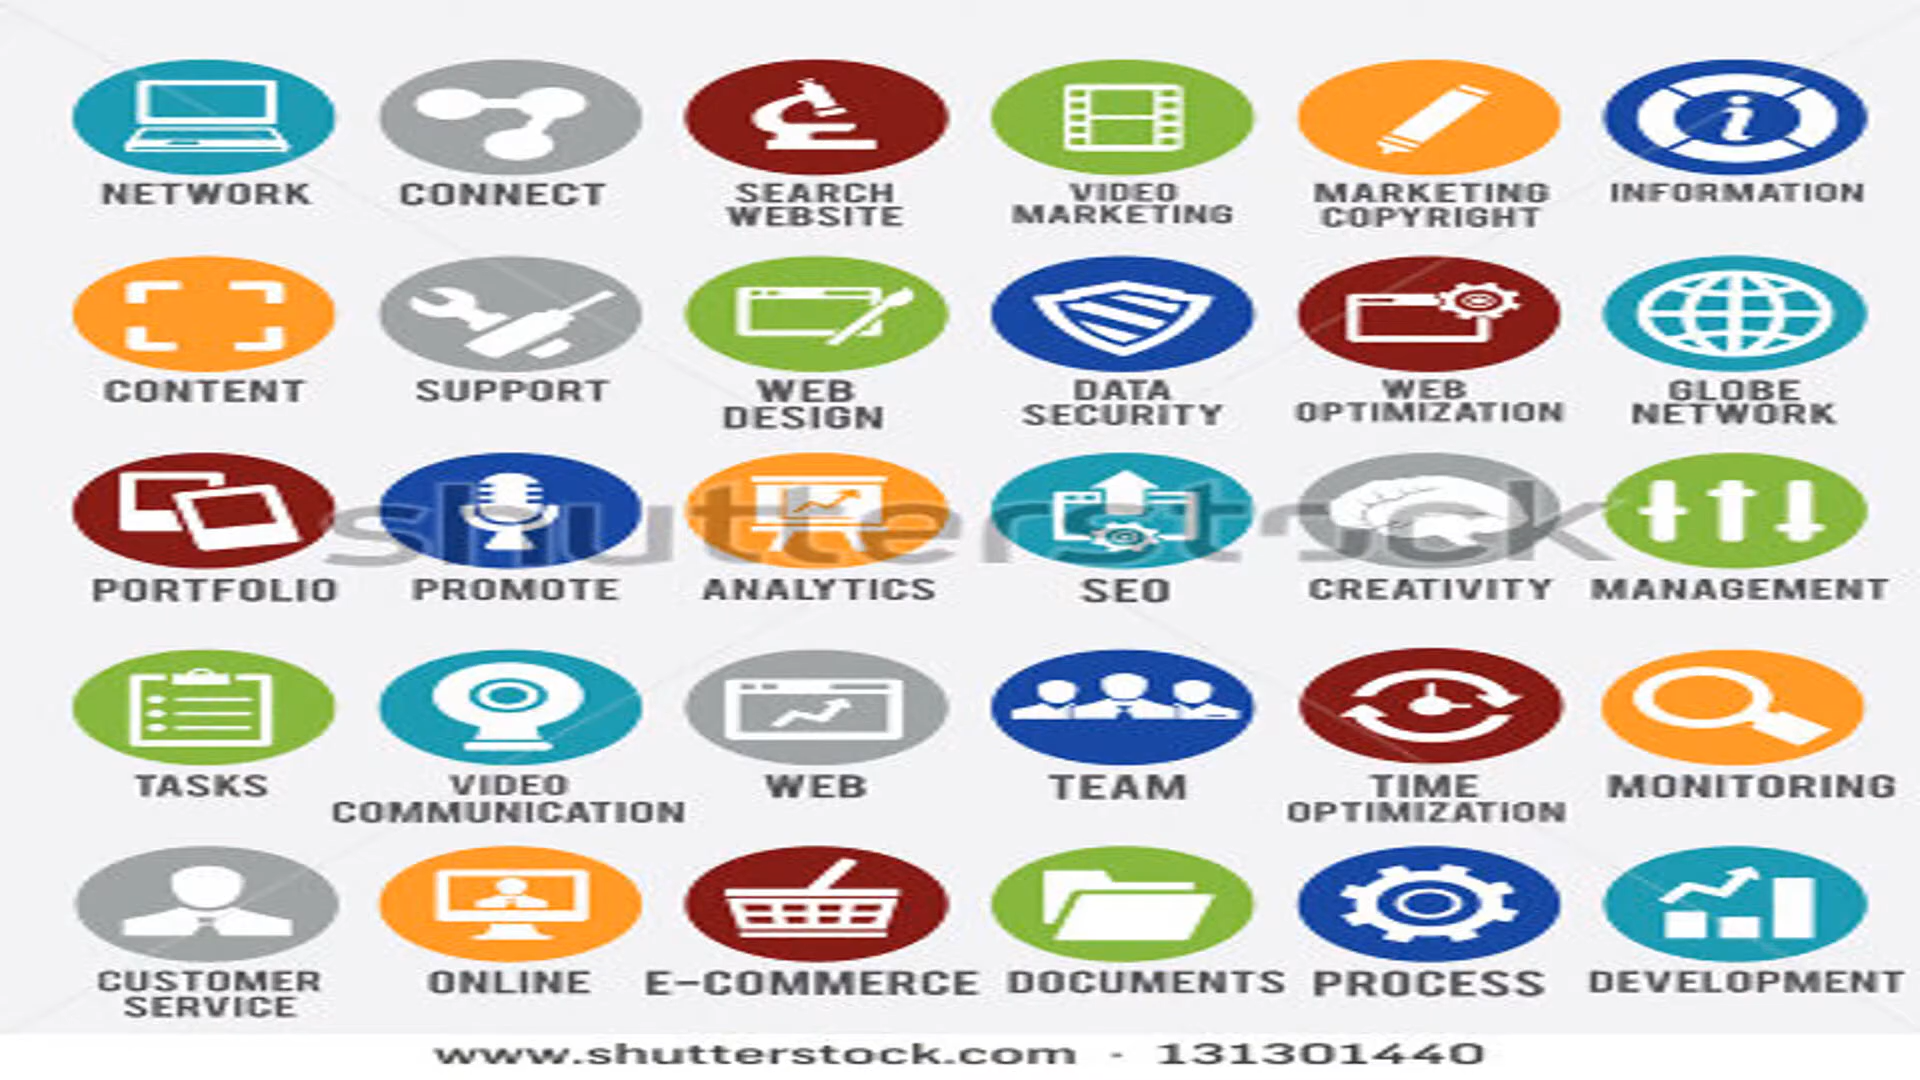 NETWORK
CONNECT
SEARCH
WEBSITE
VIDEO
MARKETING
MARKETING
COPYRIGHT
INFORMATION
CONTENT
SUPPORT
WEB
DESIGN
DATA
SECURITY
WEB
OPTIMIZATION
GLOBE
NETWORK
shutterstock
PORTFOLIO
PROMOTE
ANALYTICS
SEO
CREATIVITY
MANAGEMENT
TASKS
VIDEO
COMMUNICATION
WEB
TEAM
TIME
OPTIMIZATION
MONITORING
CUSTOMER
SERVICE
ONLINE
E-COMMERCE
DOCUMENTS
PROCESS
DEVELOPMENT
www.shutterstock.com · 131301440